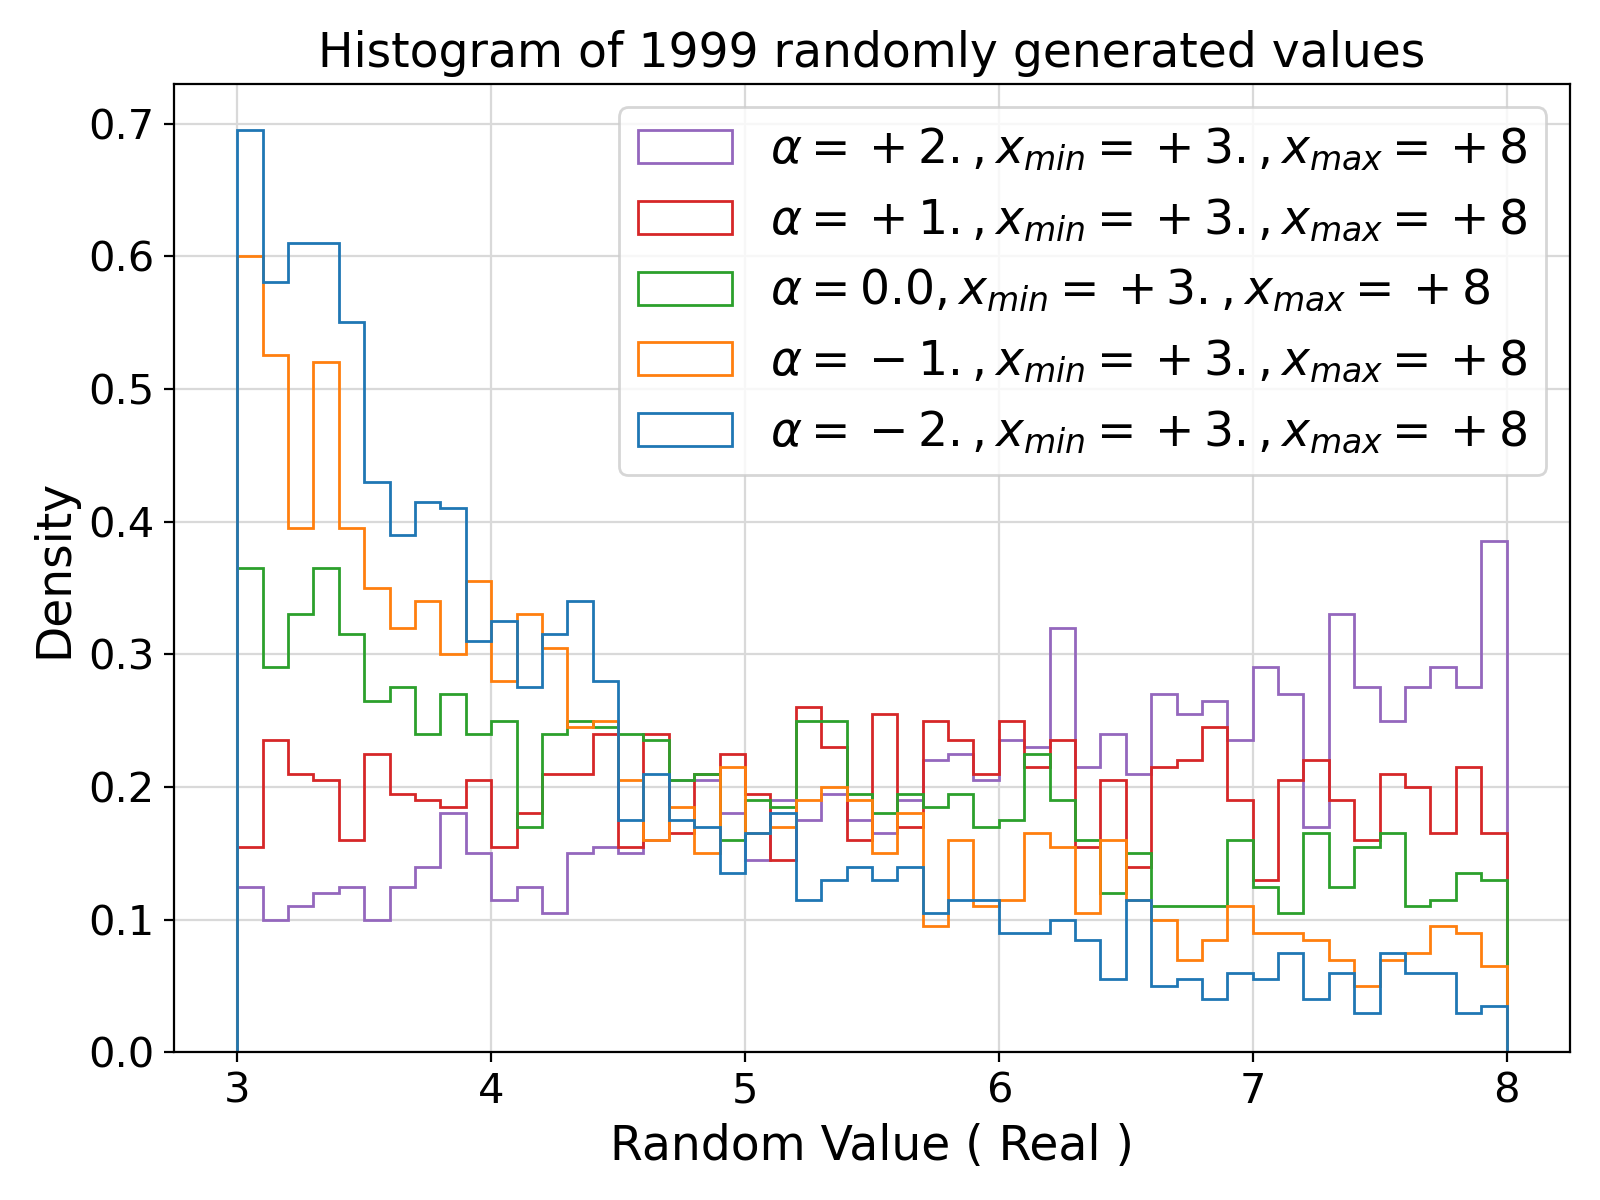 Histogram of 1999 randomly generated values
0.7
0.6
0.5
0.4
0.3
0.2
0.1
0.0
Density
α = + 2. , x_min = + 3. , x_max = + 8
α = + 1. , x_min = + 3. , x_max = + 8
α = 0.0, x_min = + 3. , x_max = + 8
α = − 1. , x_min = + 3. , x_max = + 8
α = − 2. , x_min = + 3. , x_max = + 8
3 4 5 6 7 8
Random Value ( Real )